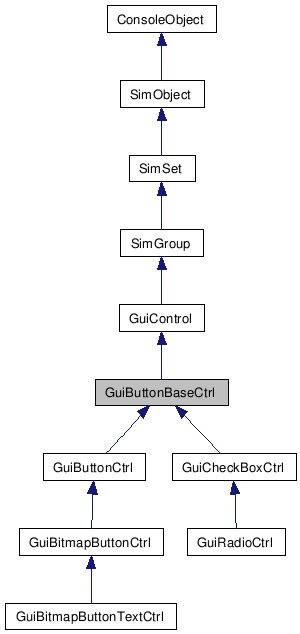 ConsoleObject
SimObject
SimSet
SimGroup
GuiControl
GuiButtonBaseCtrl
GuiButtonCtrl
GuiCheckBoxCtrl
GuiBitmapButtonCtrl
GuiRadioCtrl
GuiBitmapButtonTextCtrl